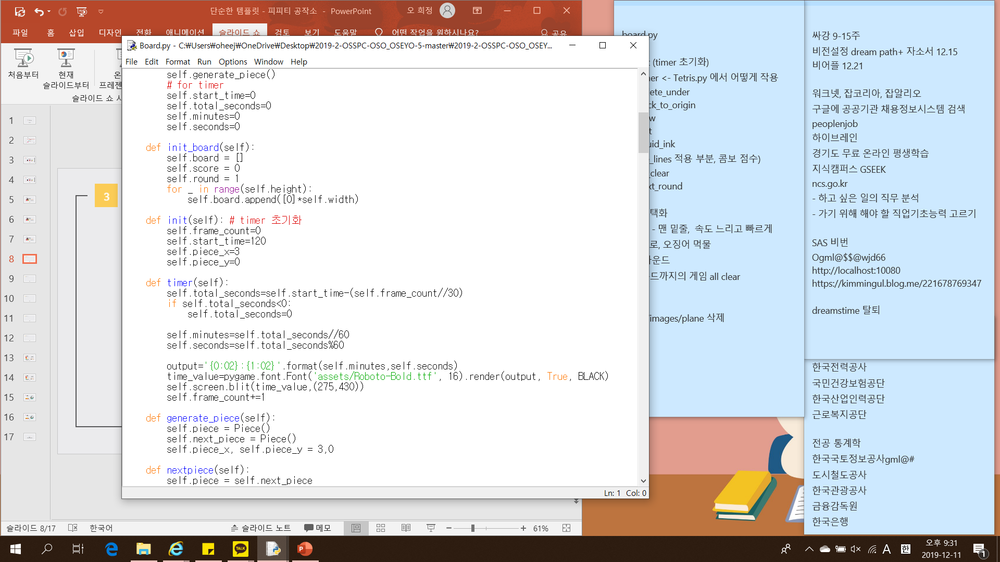 단순한 템플릿 - 피피티 공작소 - PowerPoint
오 희정
파일 홈 삽입 디자인 전환 애니메이션 슬라이드 쇼 검토 보기 도움말 어떤 작업을 원하시나요? 공유
처음부터
현재
슬라이드부터
온
프레젠
슬라이드 쇼 시
1
2
3
4
5
6
7
8
9
10
11
12
13
14
15
16
17
3
Board.py - C:₩Users₩oheej₩OneDrive₩Desktop₩2019-2-OSSPC-OSO_OSEYO-5-master₩2019-2-OSSPC-OSO_OSEY...
File Edit Format Run Options Window Help
self.generate_piece()
# for timer
self.start_time=0
self.total_seconds=0
self.minutes=0
self.seconds=0
def init_board(self):
self.board = []
self.score = 0
self.round = 1
for _ in range(self.height):
self.board.append([0]*self.width)
def init(self): # timer 초기화
self.frame_count=0
self.start_time=120
self.piece_x=3
self.piece_y=0
def timer(self):
self.total_seconds=self.start_time-(self.frame_count//30)
if self.total_seconds<0:
self.total_seconds=0
self.minutes=self.total_seconds//60
self.seconds=self.total_seconds%60
output='{0:02}:{1:02}'.format(self.minutes,self.seconds)
time_value=pygame.font.Font('assets/Roboto-Bold.ttf', 16).render(output, True, BLACK)
self.screen.blit(time_value,(275,430))
self.frame_count+=1
def generate_piece(self):
self.piece = Piece()
self.next_piece = Piece()
self.piece_x, self.piece_y = 3,0
def nextpiece(self):
self.piece = self.next_piece
Ln: 1 Col: 0
board.py
(timer 초기화)
ner <- Tetris.py 에서 어떻게 작용
ete_under
ck_to_origin
w
t
uid_ink
_lines 적용 부분, 콤보 점수)
_clear
xt_round
택화
- 맨 밑줄, 속도 느리고 빠르게
로, 오징어 먹물
라운드
드까지의 게임 all clear
/images/plane 삭제
싸강 9-15주
비전설정 dream path+ 자소서 12.15
비어플 12.21
워크넷, 잡코리아, 잡알리오
구글에 공공기관 채용정보시스템 검색
peoplenjob
하이브레인
경기도 무료 온라인 평생학습
지식캠퍼스 GSEEK
ncs.go.kr
- 하고 싶은 일의 직무 분석
- 가기 위해 해야 할 직업기초능력 고르기
SAS 비번
Ogml@$$@wjd66
http://localhost:10080
https://kimmingul.blog.me/221678769347
dreamstime 탈퇴
한국전력공사
국민건강보험공단
한국산업인력공단
근로복지공단
전공 통계학
한국국토정보공사gml@#
도시철도공사
한국관광공사
금융감독원
한국은행
슬라이드 8/17 한국어 슬라이드 노트 메모 61%
TALK
A 한 오후 9:31
2019-12-11
1